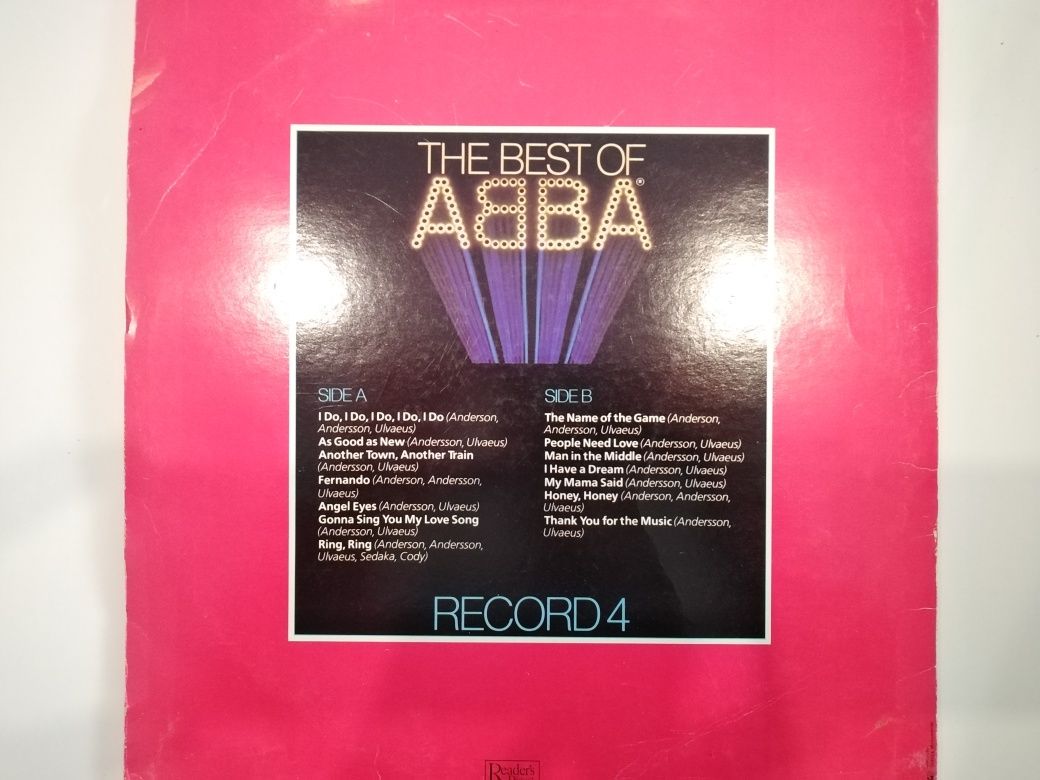 THE BEST OF
ABBA®
SIDE A
I Do, I Do, I Do, I Do, I Do (Anderson,
Andersson, Ulvaeus)
As Good as New (Andersson, Ulvaeus)
Another Town, Another Train
(Andersson, Ulvaeus)
Fernando (Anderson, Andersson,
Ulvaeus)
Angel Eyes (Andersson, Ulvaeus)
Gonna Sing You My Love Song
(Andersson, Ulvaeus)
Ring, Ring (Anderson, Andersson,
Ulvaeus, Sedaka, Cody)
SIDE B
The Name of the Game (Anderson,
Andersson, Ulvaeus)
People Need Love (Andersson, Ulvaeus)
Man in the Middle (Andersson, Ulvaeus)
I Have a Dream (Andersson, Ulvaeus)
My Mama Said (Andersson, Ulvaeus)
Honey, Honey (Anderson, Andersson,
Ulvaeus)
Thank You for the Music (Andersson,
Ulvaeus)
RECORD 4
Reader's